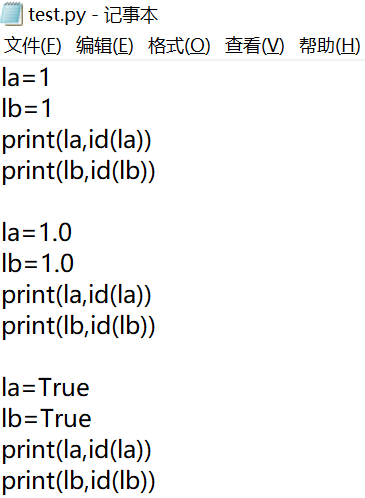 test.py - 记事本
文件(F) 编辑(E) 格式(O) 查看(V) 帮助(H)
la=1
lb=1
print(la,id(la))
print(lb,id(lb))
la=1.0
lb=1.0
print(la,id(la))
print(lb,id(lb))
la=True
lb=True
print(la,id(la))
print(lb,id(lb))